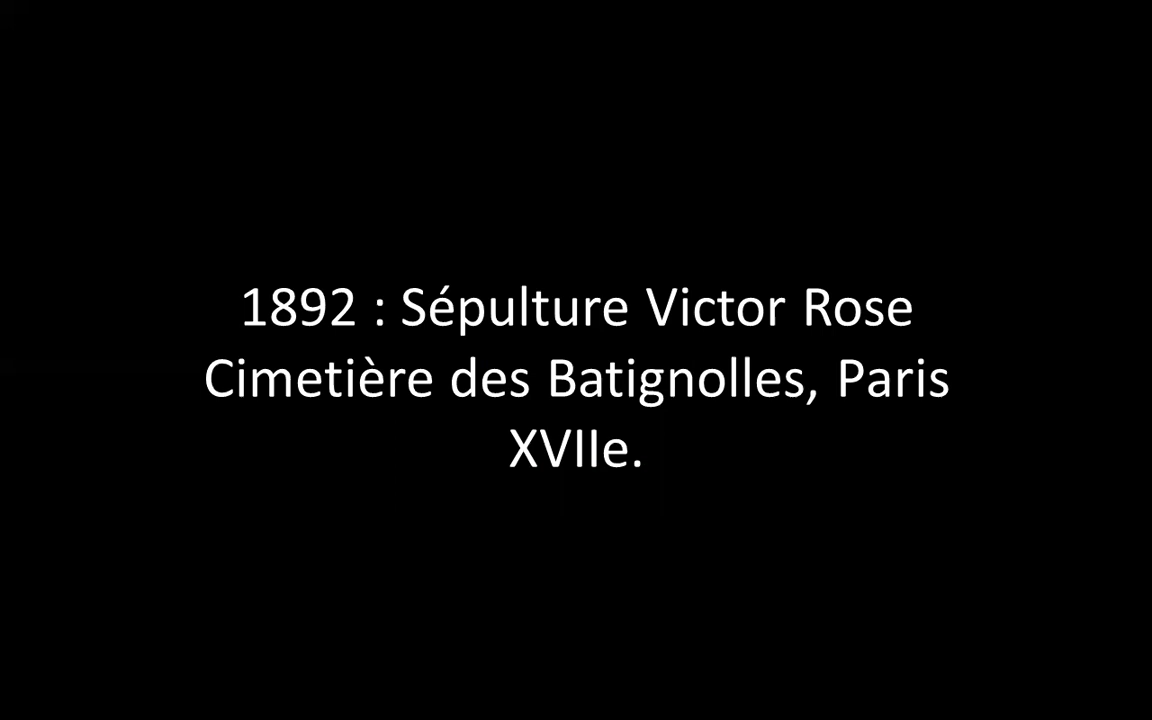 1892 : Sépulture Victor Rose
Cimetière des Batignolles, Paris
XVIIe.